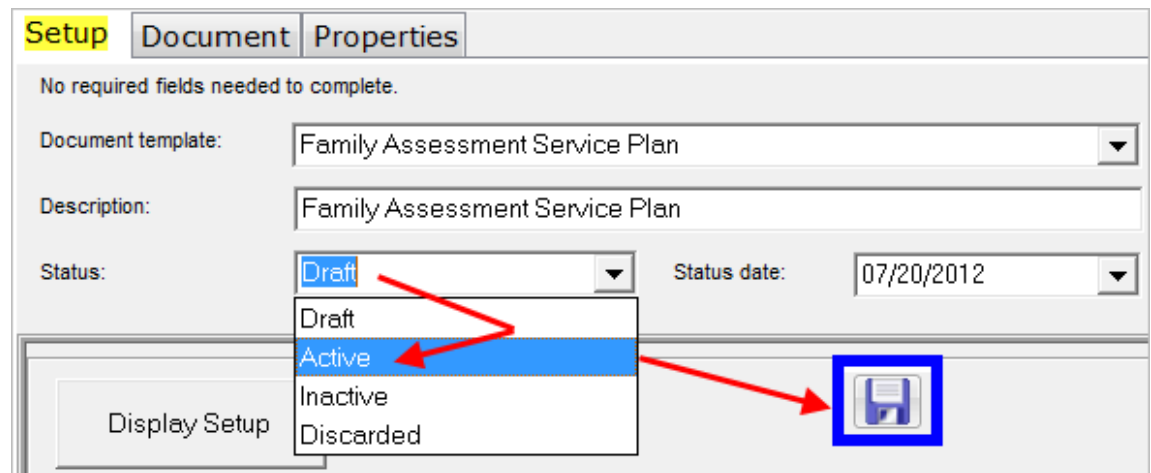 Setup Document Properties
No required fields needed to complete.
Document template: Family Assessment Service Plan
Description: Family Assessment Service Plan
Status: Draft Status date: 07/20/2012
Draft
Active
Inactive
Display Setup Discarded